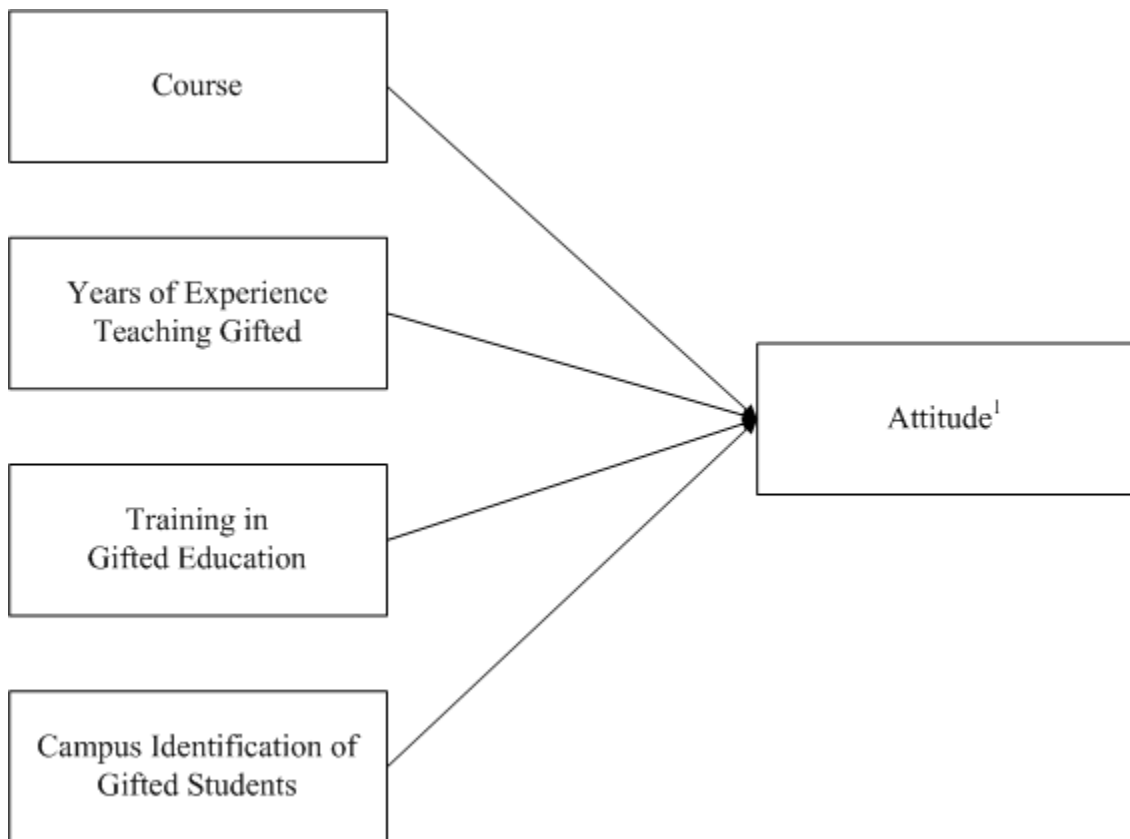 Course
Years of Experience
Teaching Gifted
Attitude¹
Training in
Gifted Education
Campus Identification of
Gifted Students